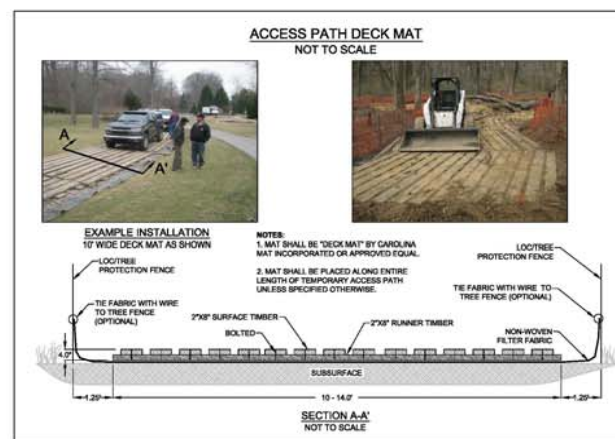 ACCESS PATH DECK MAT
NOT TO SCALE
A
A'
EXAMPLE INSTALLATION
10' WIDE DECK MAT AS SHOWN
NOTES:
1. MAT SHALL BE "DECK MAT" BY CAROLINA
MAT INCORPORATED OR APPROVED EQUAL.
2. MAT SHALL BE PLACED ALONG ENTIRE
LENGTH OF TEMPORARY ACCESS PATH
UNLESS SPECIFIED OTHERWISE.
LOC/TREE
PROTECTION FENCE
LOC/TREE
PROTECTION FENCE
TIE FABRIC WITH WIRE
TO TREE FENCE
(OPTIONAL)
2"X8" SURFACE TIMBER
BOLTED
2"X8" RUNNER TIMBER
TIE FABRIC WITH WIRE TO
TREE FENCE (OPTIONAL)
NON-WOVEN
FILTER FABRIC
4.0"
SUBSURFACE
1.25'
10 - 14.0'
1.25'
SECTION A-A'
NOT TO SCALE